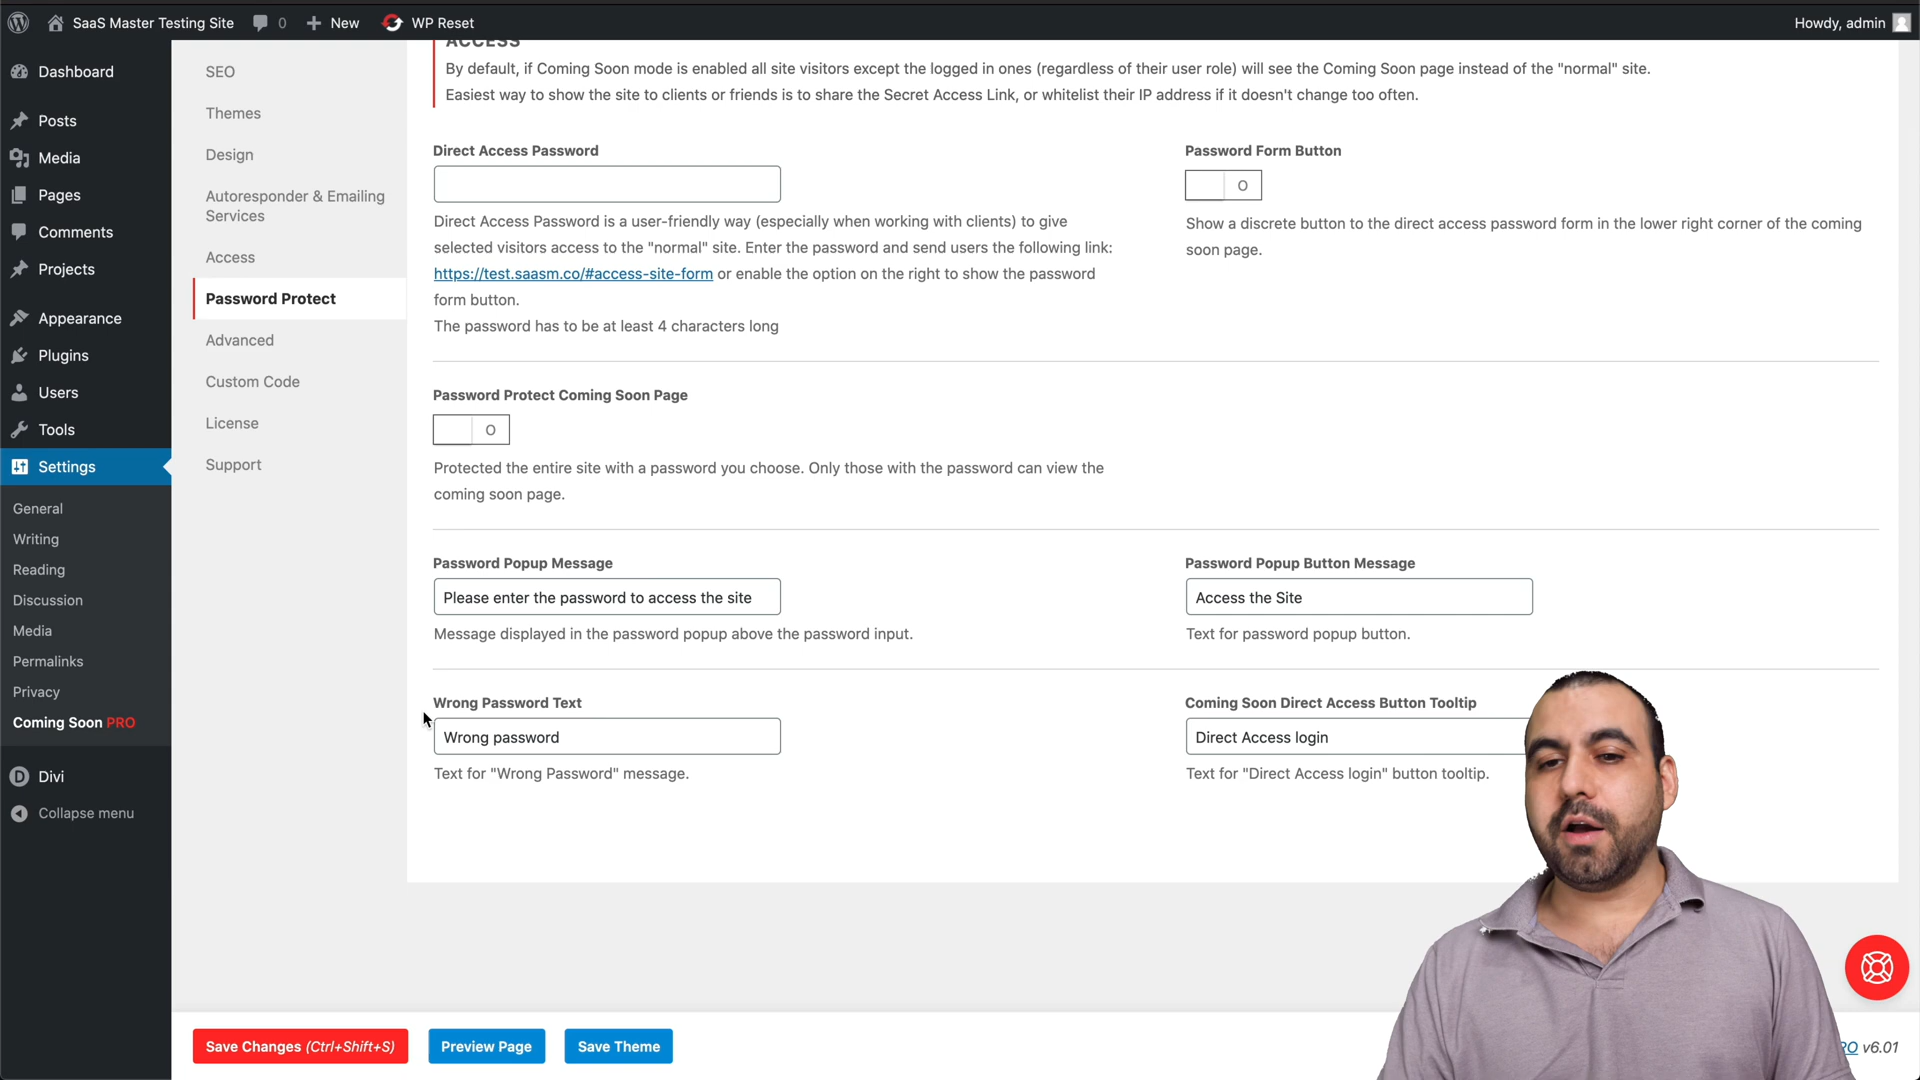 SaaS Master Testing Site
0
New
WP Reset
Howdy, admin
Dashboard
Posts
Media
Pages
Comments
Projects
Appearance
Plugins
Users
Tools
Settings
General
Writing
Reading
Discussion
Media
Permalinks
Privacy
Coming Soon PRO
Divi
Collapse menu
SEO
Themes
Design
Autoresponder & Emailing
Services
Access
Password Protect
Advanced
Custom Code
License
Support
ACCESS
By default, if Coming Soon mode is enabled all site visitors except the logged in ones (regardless of their user role) will see the Coming Soon page instead of the "normal" site.
Easiest way to show the site to clients or friends is to share the Secret Access Link, or whitelist their IP address if it doesn't change too often.
Direct Access Password
Direct Access Password is a user-friendly way (especially when working with clients) to give
selected visitors access to the "normal" site. Enter the password and send users the following link:
https://test.saasm.co/#access-site-form or enable the option on the right to show the password
form button.
The password has to be at least 4 characters long
Password Form Button
O
Show a discrete button to the direct access password form in the lower right corner of the coming
soon page.
Password Protect Coming Soon Page
O
Protected the entire site with a password you choose. Only those with the password can view the
coming soon page.
Password Popup Message
Please enter the password to access the site
Message displayed in the password popup above the password input.
Password Popup Button Message
Access the Site
Text for password popup button.
Wrong Password Text
Wrong password
Text for "Wrong Password" message.
Coming Soon Direct Access Button Tooltip
Direct Access login
Text for "Direct Access login" button tooltip.
Save Changes (Ctrl+Shift+S)
Preview Page
Save Theme
RO v6.01